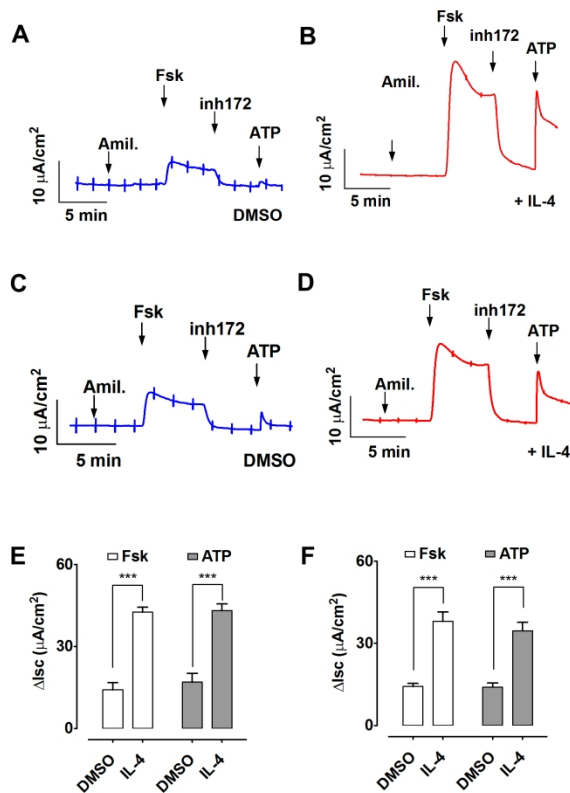 A
Fsk
inh172
Amil.
ATP
10 µA/cm2
5 min
DMSO
B
Fsk
inh172
Amil.
ATP
10 µA/cm2
5 min
+ IL-4
C
Fsk
inh172
Amil.
ATP
10 µA/cm2
5 min
DMSO
D
Fsk
inh172
Amil.
ATP
10 µA/cm2
5 min
+ IL-4
E
Fsk ATP
60
*** ***
30
0
ΔIsc (µA/cm²)
DMSO IL-4 DMSO IL-4
F
Fsk ATP
60
*** ***
30
0
ΔIsc (µA/cm²)
DMSO IL-4 DMSO IL-4